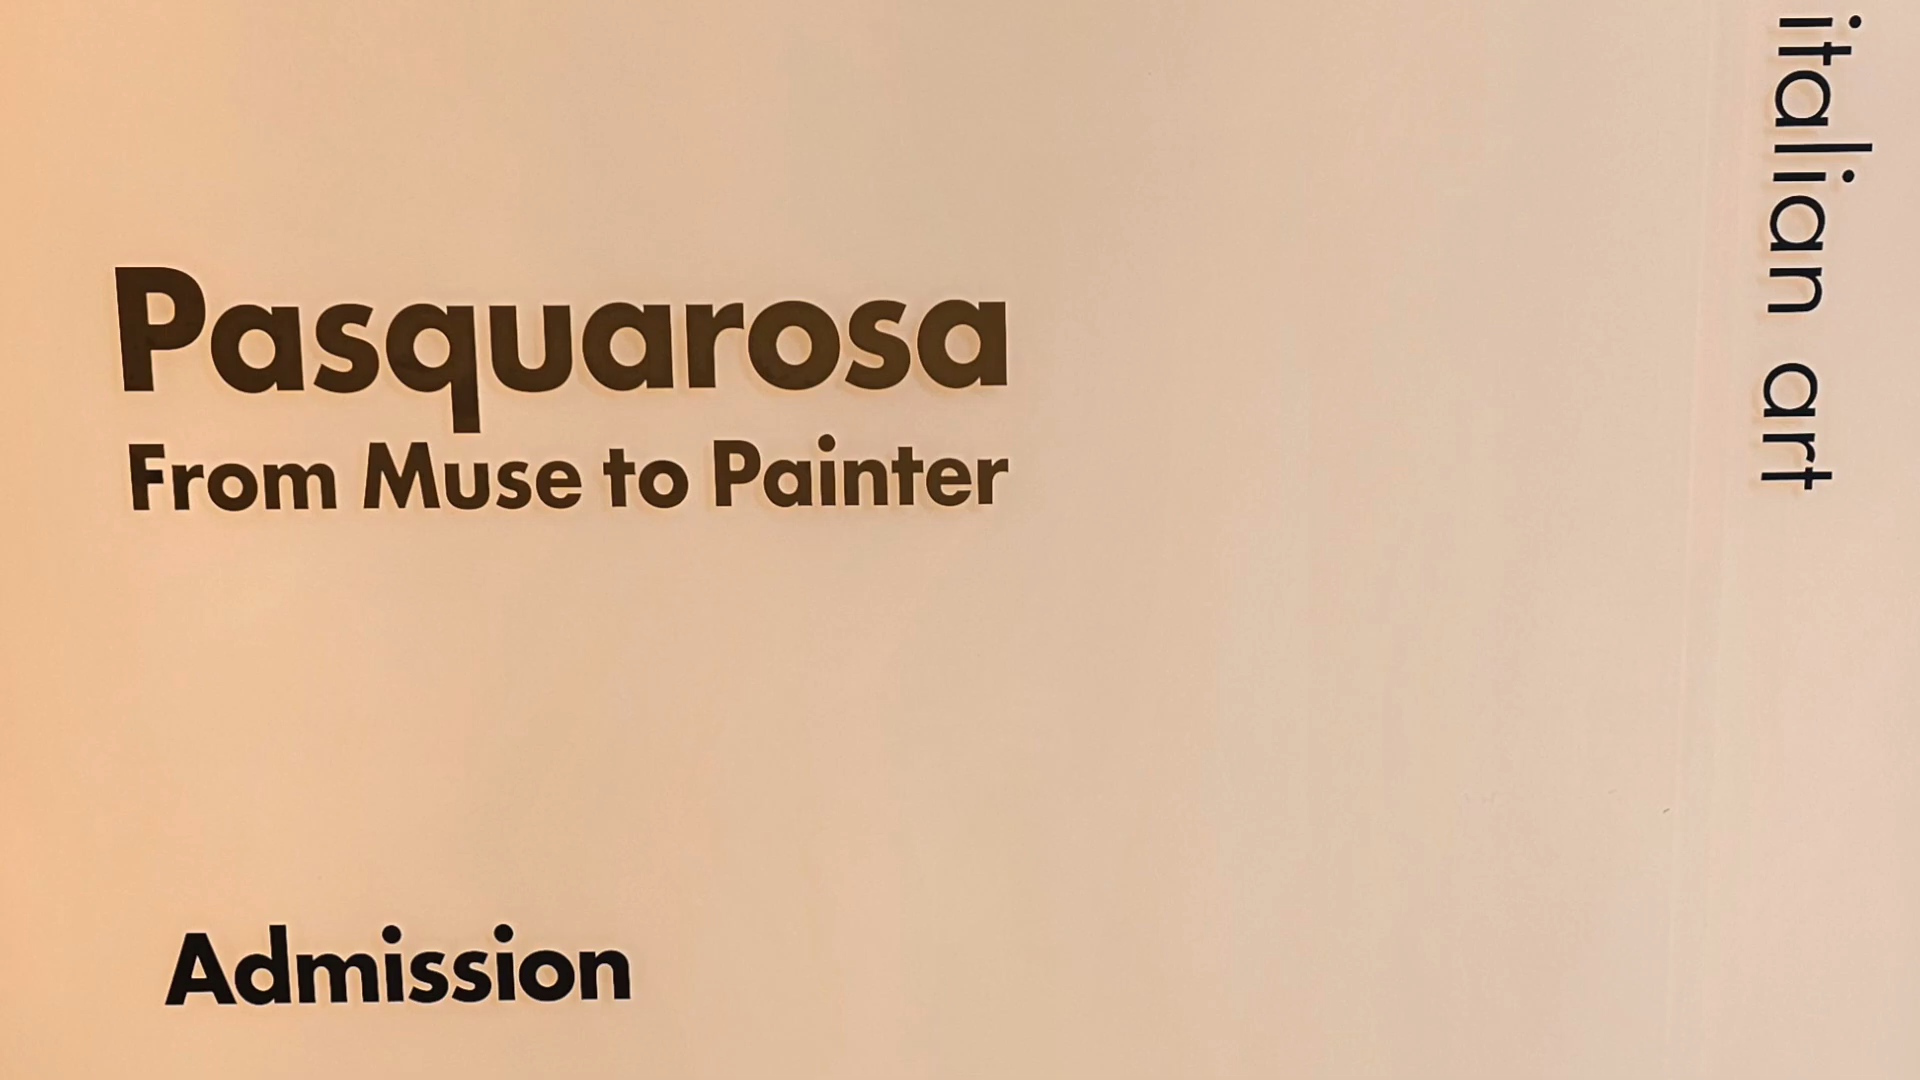 Pasquarosa
From Muse to Painter
Admission
italian art